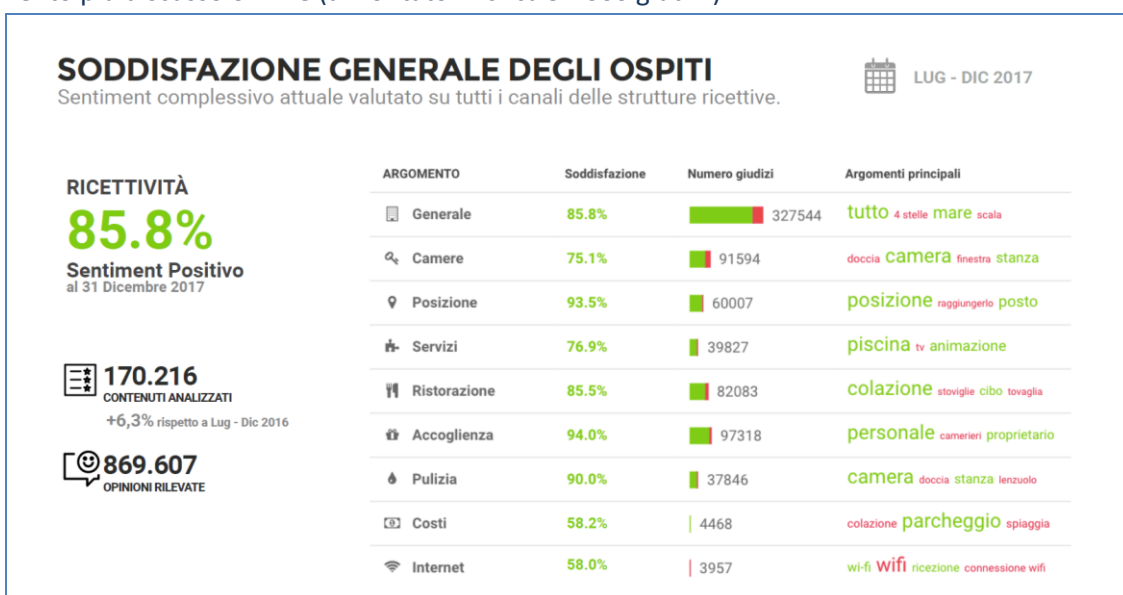 SODDISFAZIONE GENERALE DEGLI OSPITI
LUG - DIC 2017
Sentiment complessivo attuale valutato su tutti i canali delle strutture ricettive.
RICETTIVITÀ
85.8%
Sentiment Positivo
al 31 Dicembre 2017
170.216
CONTENUTI ANALIZZATI
+6,3% rispetto a Lug - Dic 2016
869.607
OPINIONI RILEVATE
ARGOMENTO Soddisfazione Numero giudizi Argomenti principali
Generale 85.8% 327544 tutto 4 stelle mare scala
Camere 75.1% 91594 doccia camera finestra stanza
Posizione 93.5% 60007 posizione raggiungerlo posto
Servizi 76.9% 39827 piscina tv animazione
Ristorazione 85.5% 82083 colazione stoviglie cibo tovaglia
Accoglienza 94.0% 97318 personale camerieri proprietario
Pulizia 90.0% 37846 camera doccia stanza lenzuolo
Costi 58.2% 4468 colazione parcheggio spiaggia
Internet 58.0% 3957 wi-fi wifi ricezione connessione wifi